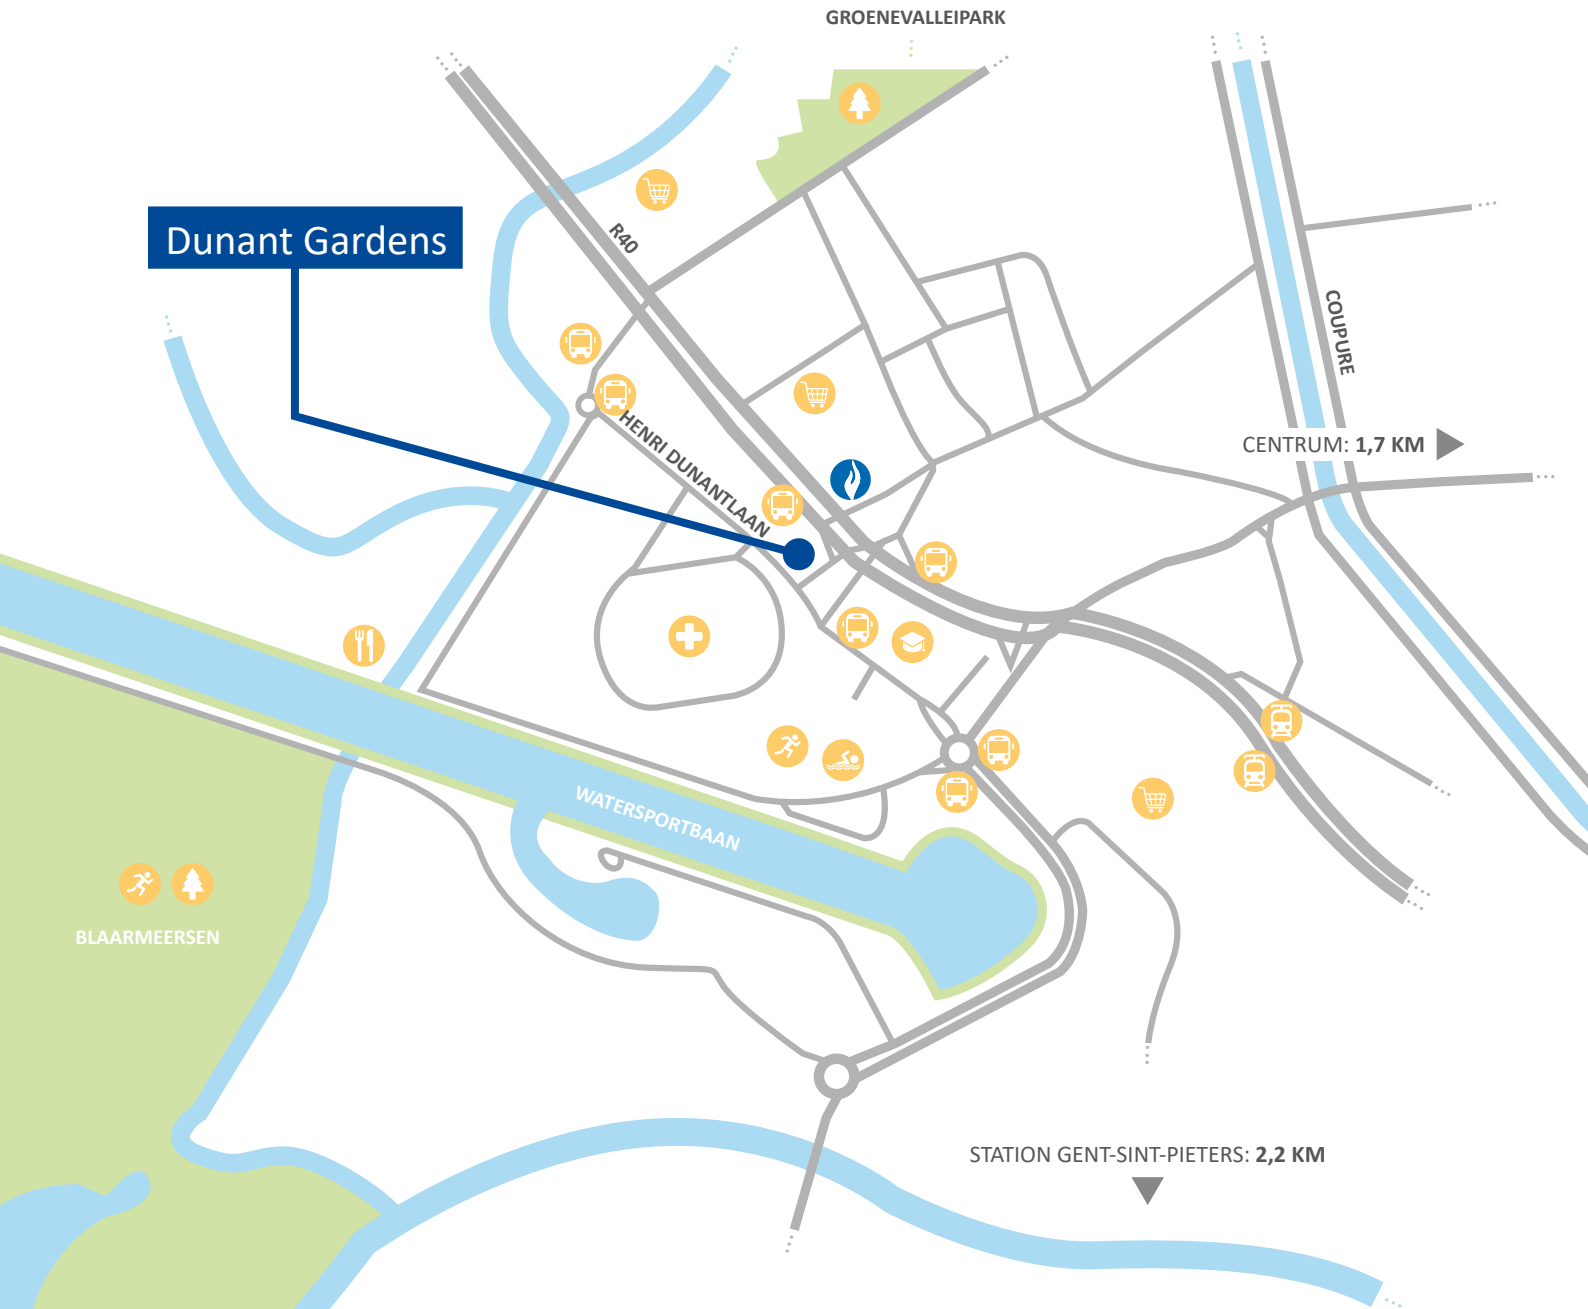 GROENEVALLEIPARK
Dunant Gardens
R40
COUPURE
HENRI DUNANTLAAN
CENTRUM: 1,7 KM
WATERSPORTBAAN
BLAARMEERSEN
STATION GENT-SINT-PIETERS: 2,2 KM